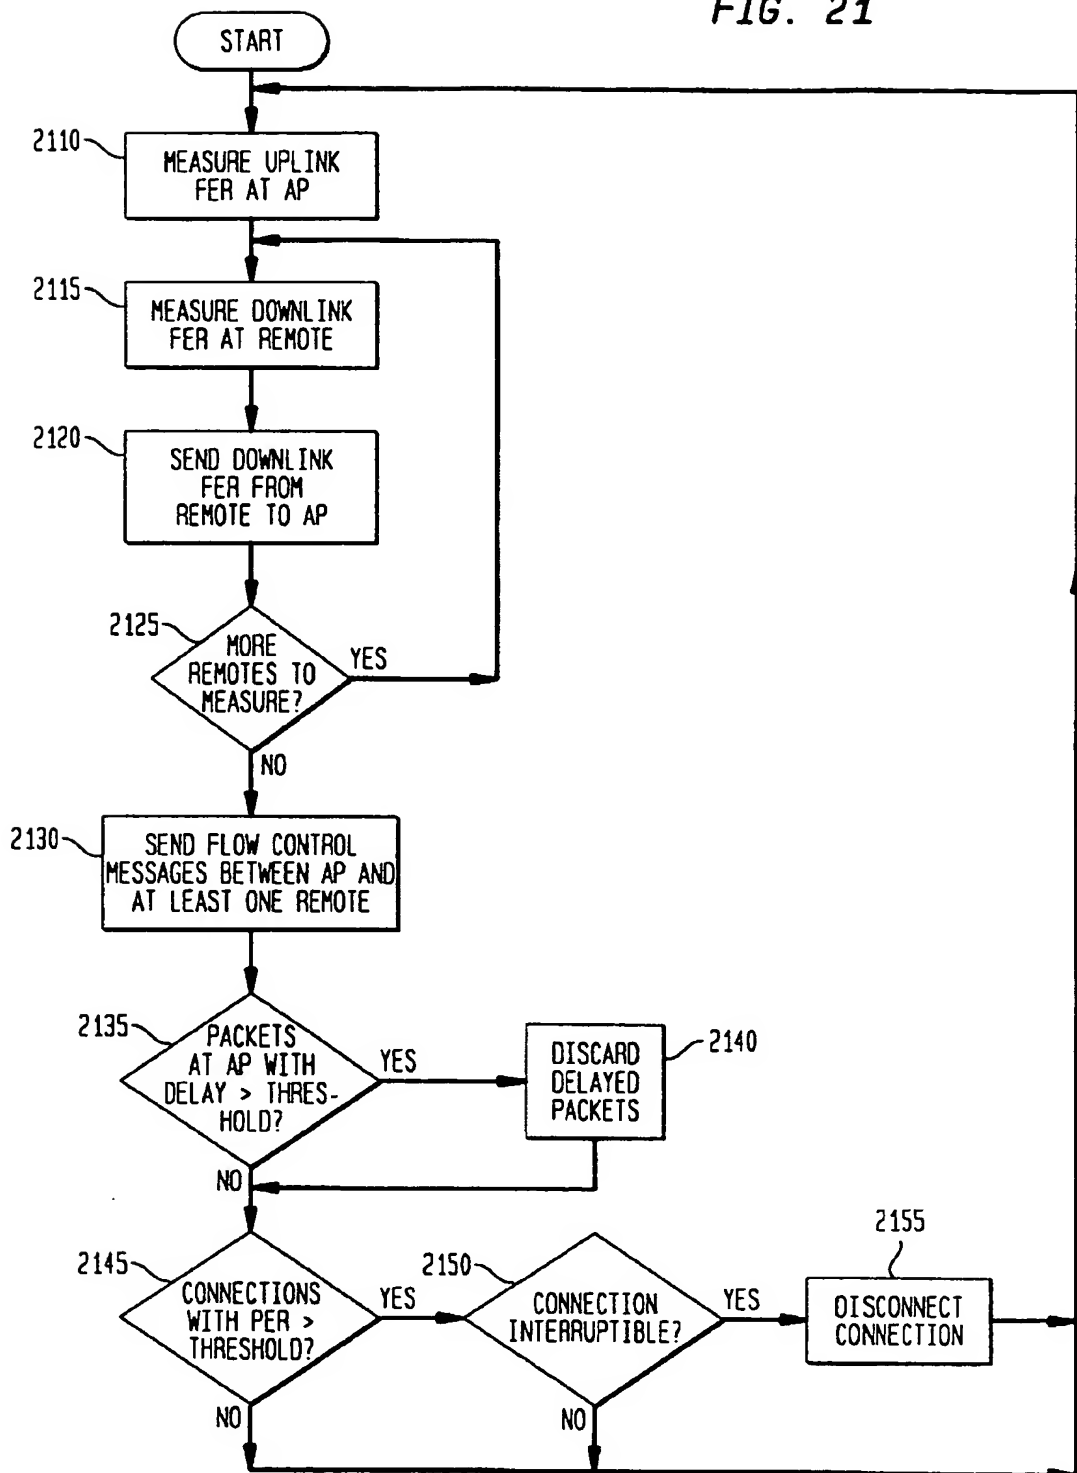 FIG. 21
START
2110
MEASURE UPLINK
FER AT AP
2115
MEASURE DOWNLINK
FER AT REMOTE
2120
SEND DOWNLINK
FER FROM
REMOTE TO AP
2125
MORE
REMOTES TO
MEASURE?
YES
NO
2130
SEND FLOW CONTROL
MESSAGES BETWEEN AP AND
AT LEAST ONE REMOTE
2135
PACKETS
AT AP WITH
DELAY > THRES-
HOLD?
YES
DISCARD
DELAYED
PACKETS
2140
NO
2145
CONNECTIONS
WITH PER >
THRESHOLD?
YES
2150
CONNECTION
INTERRUPTIBLE?
YES
2155
DISCONNECT
CONNECTION
NO
NO